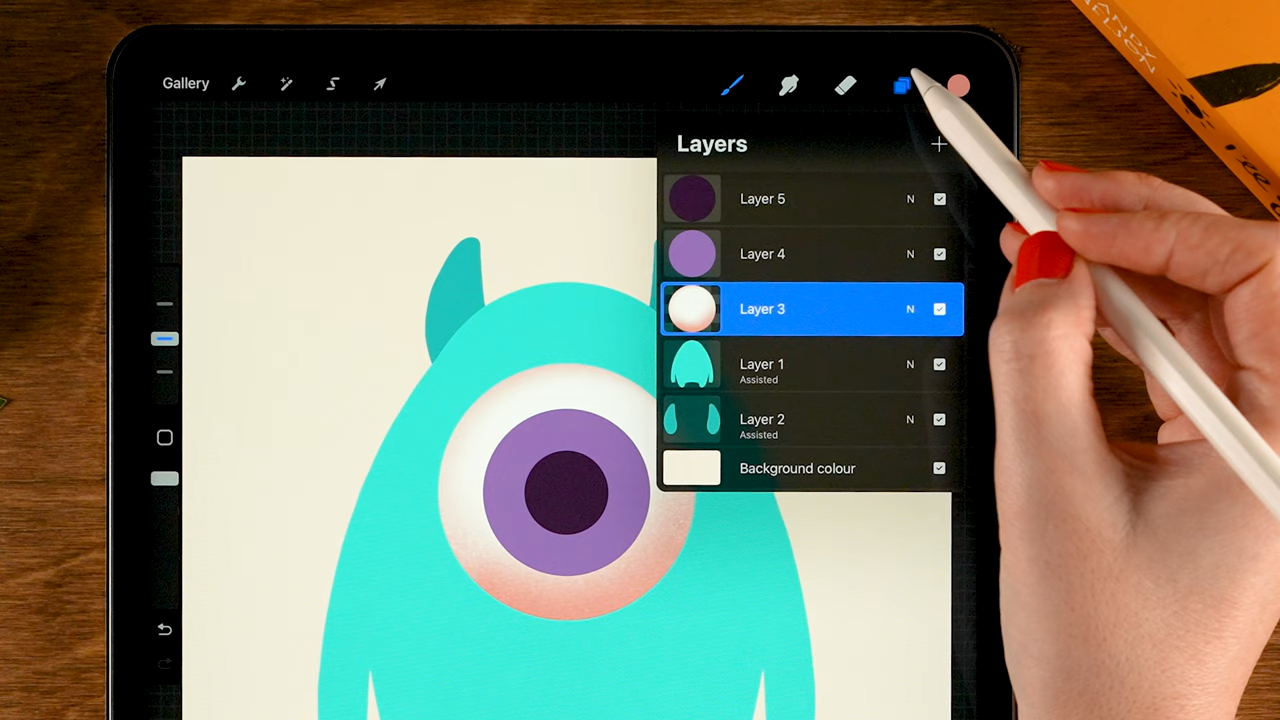 Gallery
Layers
Layer 5 N
Layer 4 N
Layer 3 N
Layer 1 N
Assisted
Layer 2 N
Assisted
Background colour